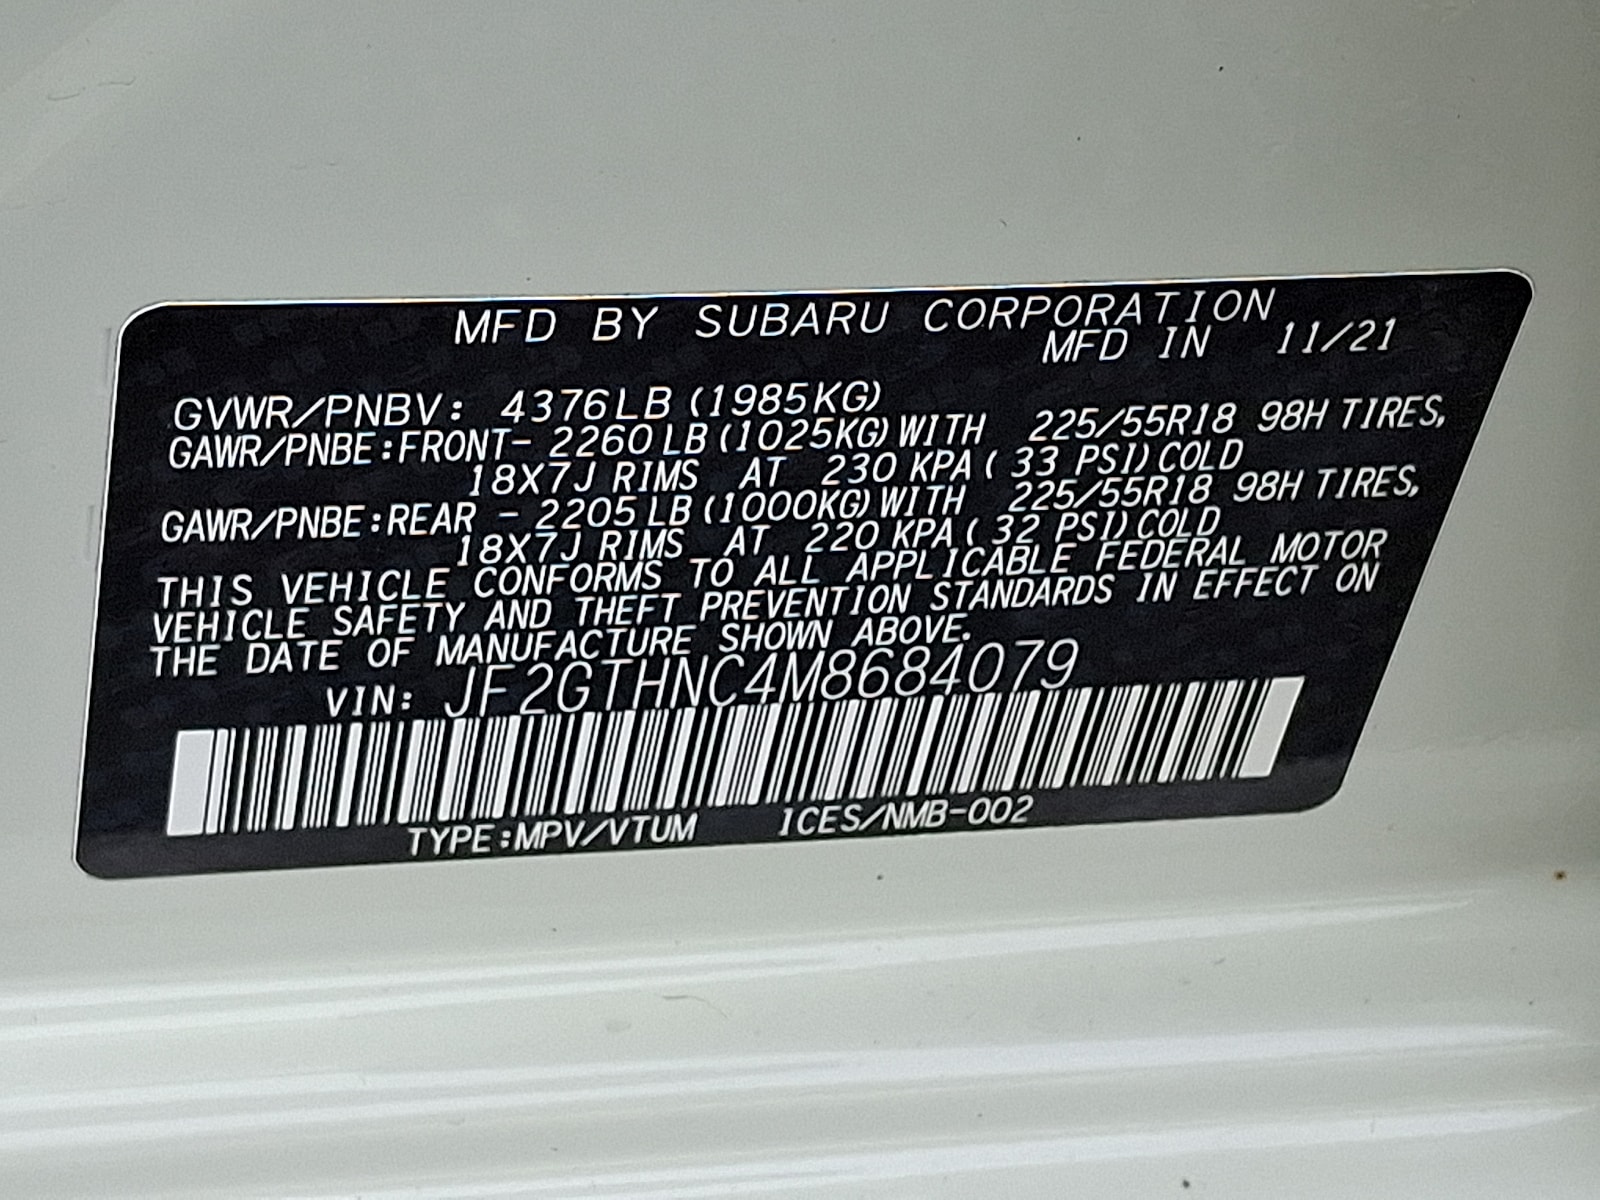 MFD BY SUBARU CORPORATION
MFD IN 11/21
GVWR/PNBV: 4376LB (1985KG)
GAWR/PNBE:FRONT- 2260 LB (1025KG) WITH 225/55R18 98H TIRES,
18X7J RIMS AT 230 KPA ( 33 PSI) COLD
GAWR/PNBE:REAR - 2205 LB (1000KG) WITH 225/55R18 98H TIRES,
18X7J RIMS AT 220 KPA ( 32 PSI) COLD
THIS VEHICLE CONFORMS TO ALL APPLICABLE FEDERAL MOTOR
VEHICLE SAFETY AND THEFT PREVENTION STANDARDS IN EFFECT ON
THE DATE OF MANUFACTURE SHOWN ABOVE.
VIN: JF2GTHNC4M8684079
TYPE:MPV/VTUM ICES/NMB-002